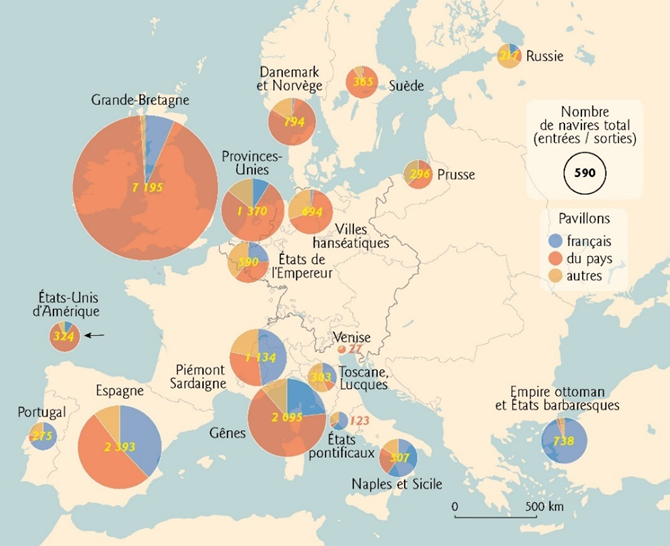 Russie
217
Danemark
et Norvège
794
Suède
365
Grande-Bretagne
7 195
Nombre
de navires total
(entrées / sorties)
590
Provinces-
Unies
1 370
Prusse
296
694
Villes
hanséatiques
Pavillons
français
du pays
autres
590
États de
l'Empereur
États-Unis
d'Amérique
324
Venise
27
1 134
Piémont
Sardaigne
303
Toscane,
Lucques
Espagne
2 393
Portugal
275
2 095
Gênes
123
États
pontificaux
507
Naples et Sicile
Empire ottoman
et États barbaresques
738
0 500 km